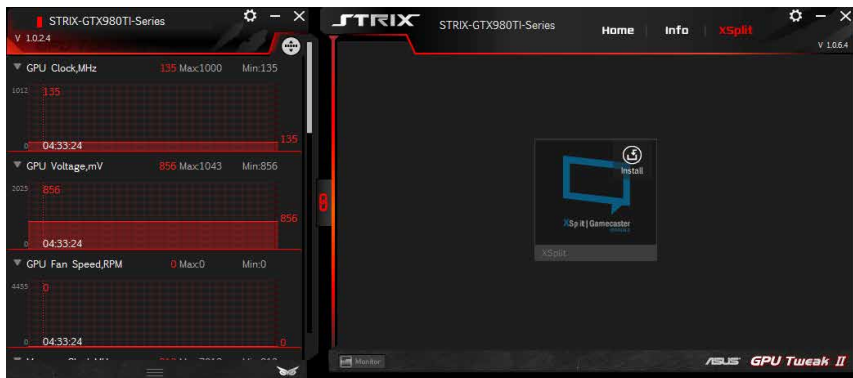 STRIX-GTX980TI-Series
V 1.0.2.4
GPU Clock,MHz 135 Max:1000 Min:135
1012 135
135
0 04:33:24
GPU Voltage,mV 856 Max:1043 Min:856
2025 856
856
0 04:33:24
GPU Fan Speed,RPM 0 Max:0 Min:0
4455 0
0
0 04:33:24
STRIX STRIX-GTX980TI-Series Home Info XSplit
V 1.0.6.4
Install
XSplit | Gamecaster
XSplit
Monitor
ASUS GPU Tweak II